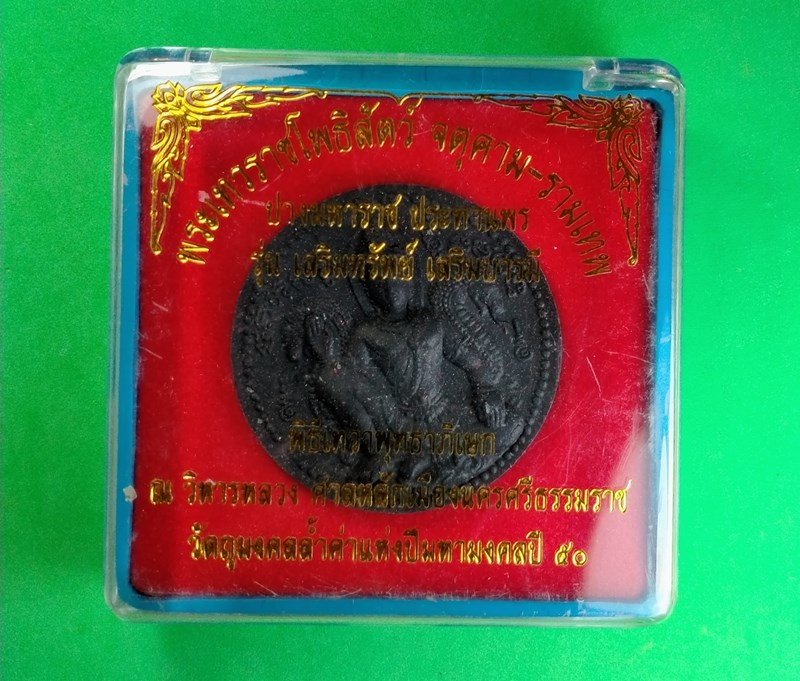 พระเทวราชโพธิสัตว์ จตุคาม-รามเทพ
ปางมหาราช ประทานพร
รุ่น เสริมทรัพย์ เสริมบารมี
พิธีเทวาพุทธาภิเษก
ณ วิหารหลวง ศาลหลักเมืองนครศรีธรรมราช
วัตถุมงคลล้ำค่าแห่งปีมหามงคลปี ๕๐